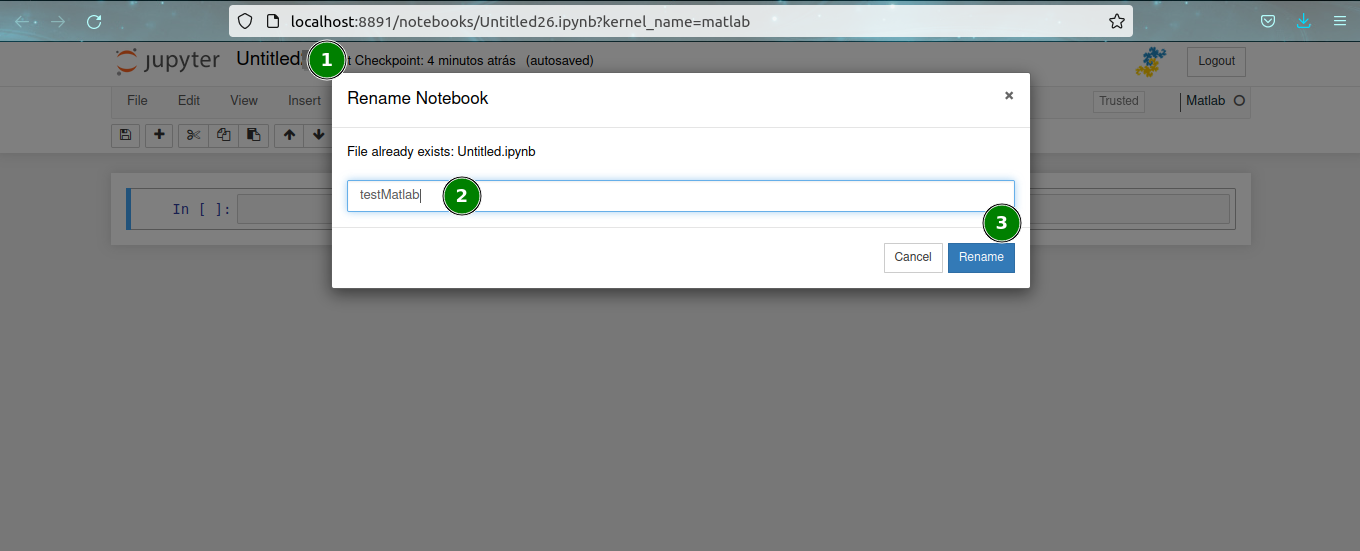 localhost:8891/notebooks/Untitled26.ipynb?kernel_name=matlab
jupyter Untitled 1 t Checkpoint: 4 minutos atrás (autosaved) Logout
Rename Notebook ×
File Edit View Insert Trusted Matlab
File already exists: Untitled.ipynb
testMatlab 2
In [ ]:
3
Cancel Rename